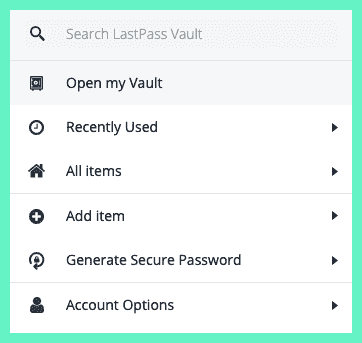 Search LastPass Vault
Open my Vault
Recently Used
All items
Add item
Generate Secure Password
Account Options